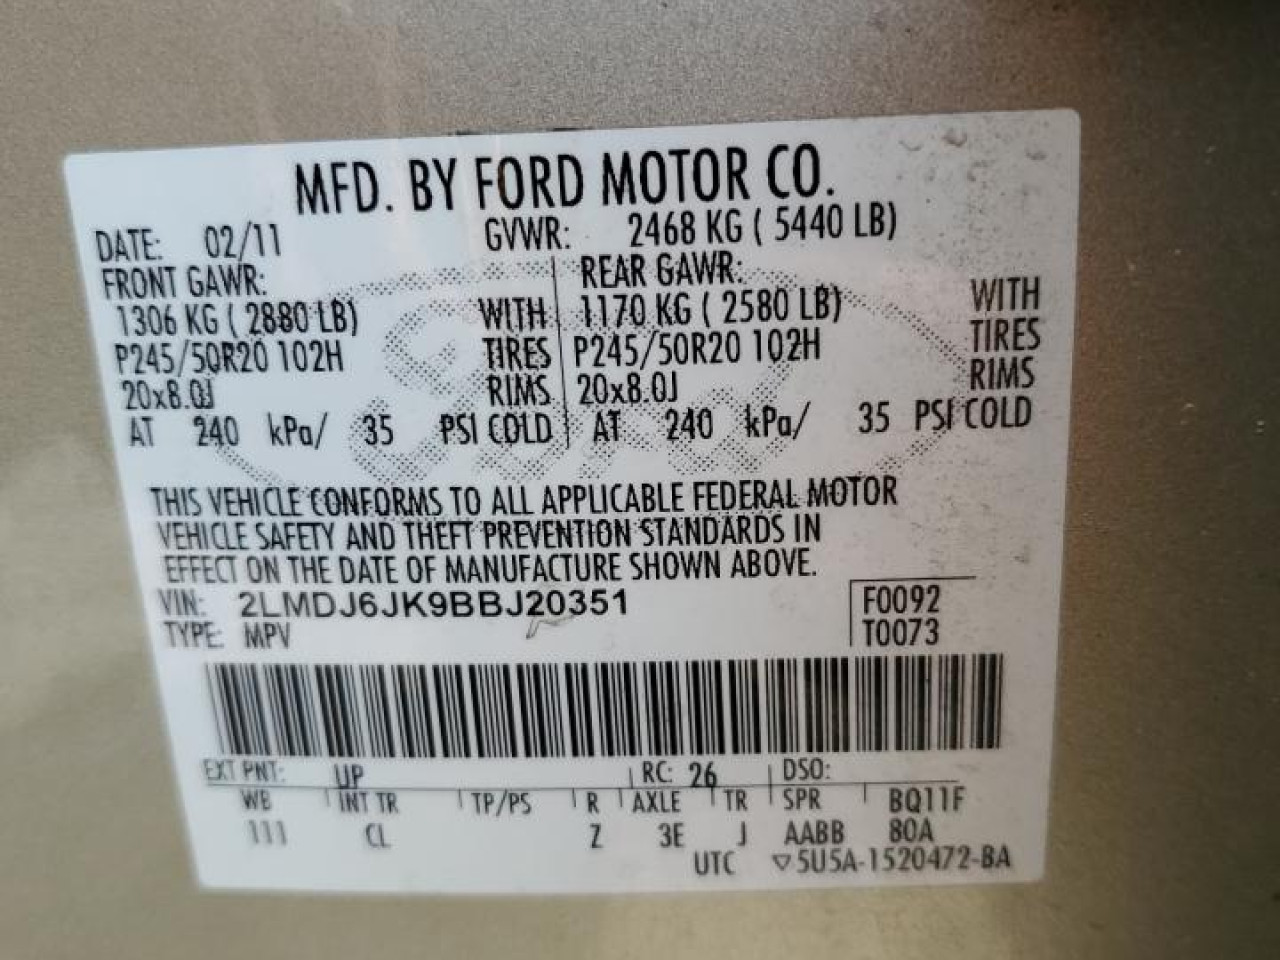 MFD. BY FORD MOTOR CO.
DATE: 02/11 GVWR: 2468 KG ( 5440 LB)
FRONT GAWR: REAR GAWR:
1306 KG ( 2880 LB) WITH 1170 KG ( 2580 LB) WITH
P245/50R20 102H TIRES P245/50R20 102H TIRES
20x8.0J RIMS 20x8.0J RIMS
AT 240 kPa/ 35 PSI COLD AT 240 kPa/ 35 PSI COLD
THIS VEHICLE CONFORMS TO ALL APPLICABLE FEDERAL MOTOR
VEHICLE SAFETY AND THEFT PREVENTION STANDARDS IN
EFFECT ON THE DATE OF MANUFACTURE SHOWN ABOVE.
VIN: 2LMDJ6JK9BBJ20351 F0092
TYPE: MPV T0073
EXT PNT: UP RC: 26 DSO:
WB INT TR TP/PS R AXLE TR SPR BQ11F
111 CL Z 3E J AABB 80A
UTC ▽5U5A-1520472-BA